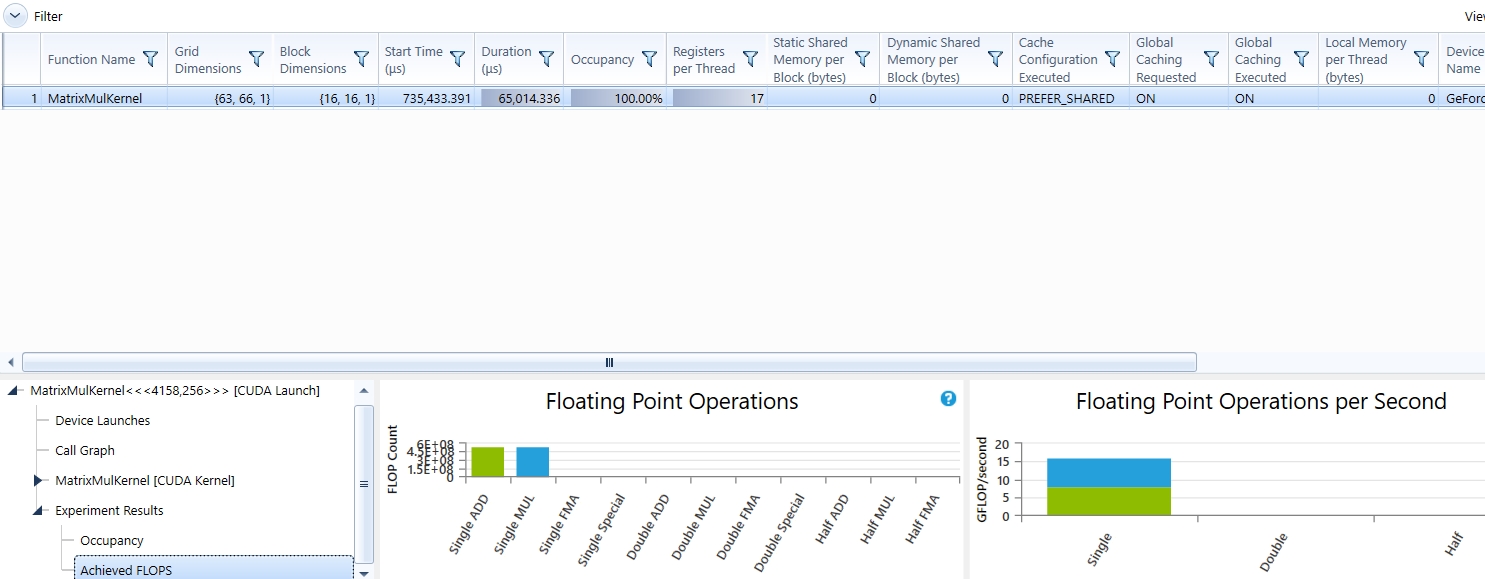 Filter
Vie
Function Name
Grid
Dimensions
Block
Dimensions
Start Time
(µs)
Duration
(µs)
Occupancy
Registers
per Thread
Static Shared
Memory per
Block (bytes)
Dynamic Shared
Memory per
Block (bytes)
Cache
Configuration
Executed
Global
Caching
Requested
Global
Caching
Executed
Local Memory
per Thread
(bytes)
Device
Name
1 MatrixMulKernel {63, 66, 1} {16, 16, 1} 735,433.391 65,014.336 100.00% 17 0 0 PREFER_SHARED ON ON 0 GeForc
MatrixMulKernel<<<4158,256>>> [CUDA Launch]
Device Launches
Call Graph
MatrixMulKernel [CUDA Kernel]
Experiment Results
Occupancy
Achieved FLOPS
Floating Point Operations
?
FLOP Count
6E+08
4.5E+08
3E+08
1.5E+08
0
Single ADD
Single MUL
Single FMA
Single Special
Double ADD
Double MUL
Double FMA
Double Special
Half ADD
Half MUL
Half FMA
Floating Point Operations per Second
GFLOP/second
20
15
10
5
0
Single
Double
Half